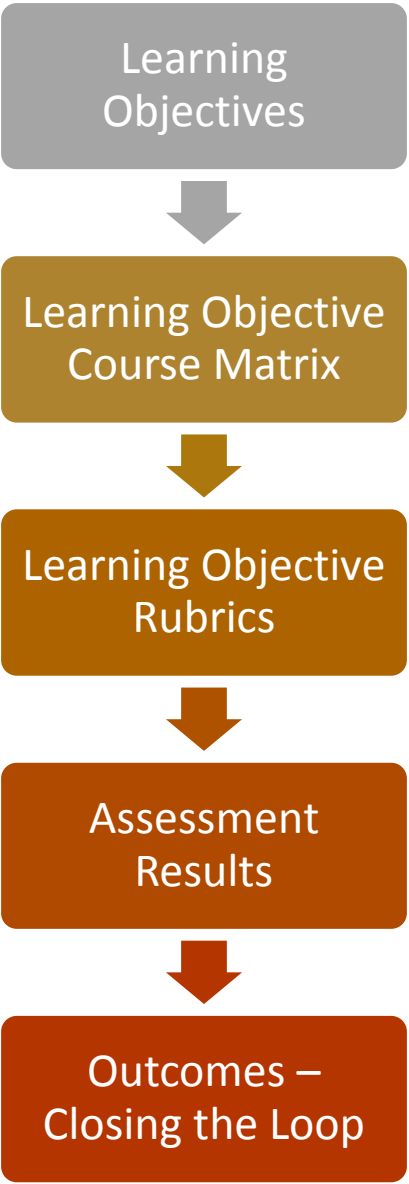 Learning
Objectives
Learning Objective
Course Matrix
Learning Objective
Rubrics
Assessment
Results
Outcomes –
Closing the Loop